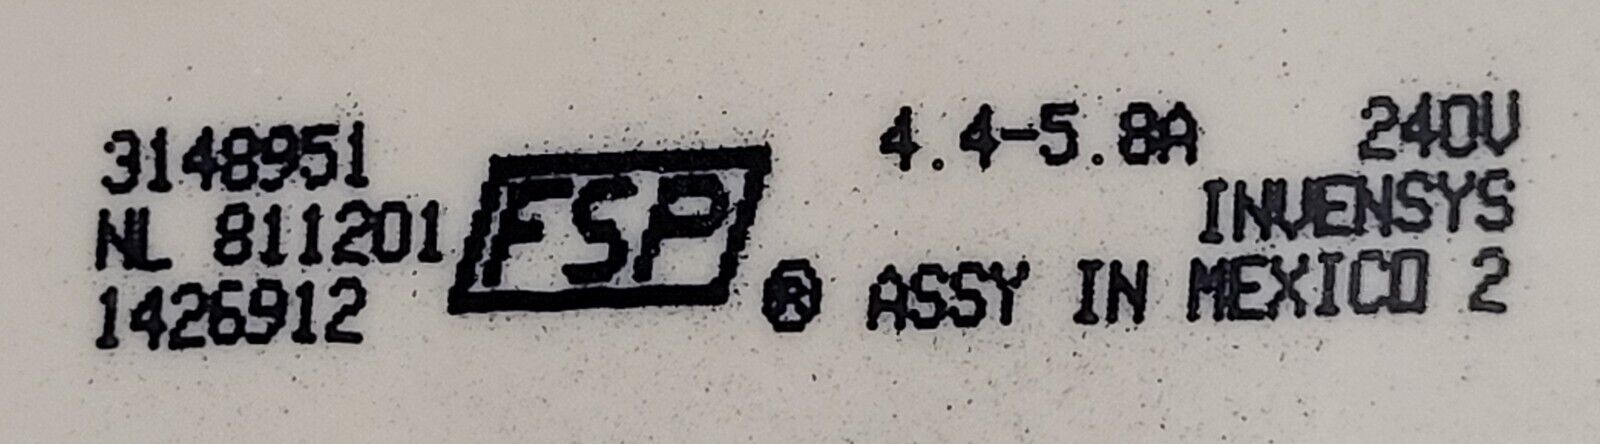 3148951
NL 811201
1426912
FSP ®
4.4-5.8A 240V
INVENSYS
ASSY IN MEXICO 2